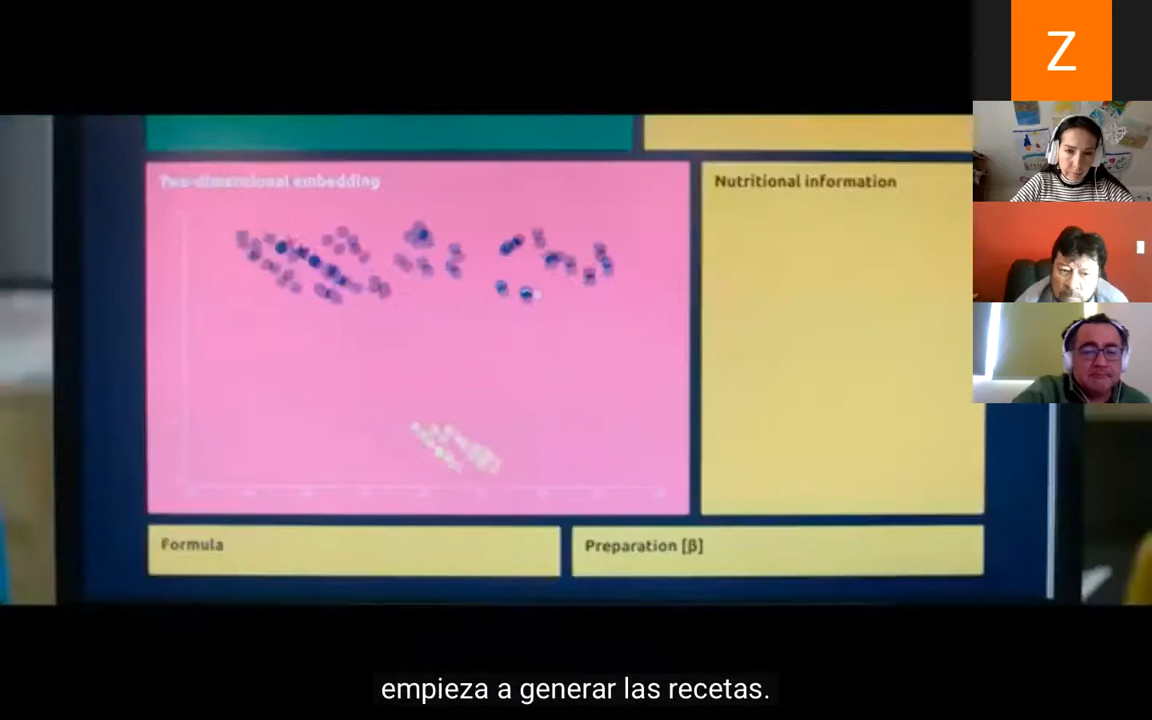 Z
Two-dimensional embedding
Nutritional information
Formula
Preparation [β]
empieza a generar las recetas.